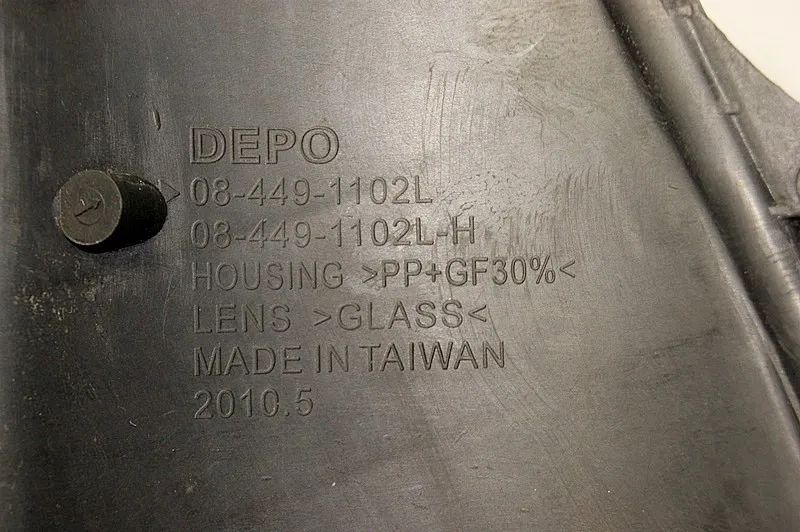 DEPO
08-449-1102L
08-449-1102L-H
HOUSING >PP+GF30%<
LENS >GLASS<
MADE IN TAIWAN
2010.5